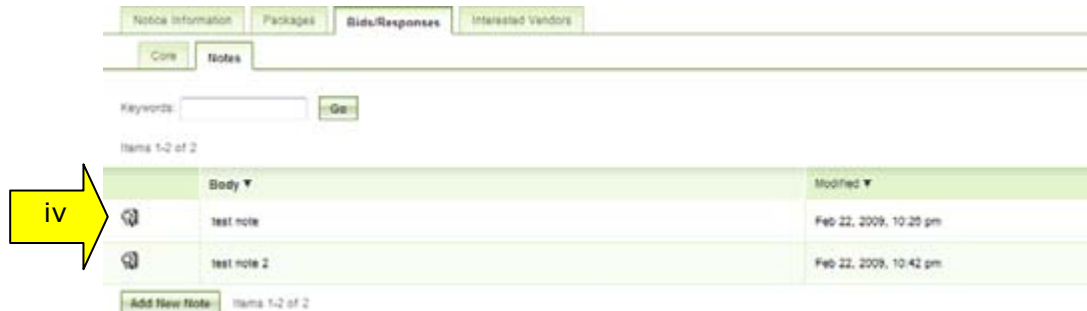 Notice Information Packages Bids/Responses Interested Vendors
Core Notes
Keywords: Go
Items 1-2 of 2
Body ▼ Modified ▼
iv
test note Feb 22, 2009, 10:26 pm
test note 2 Feb 22, 2009, 10:42 pm
Add New Note Items 1-2 of 2